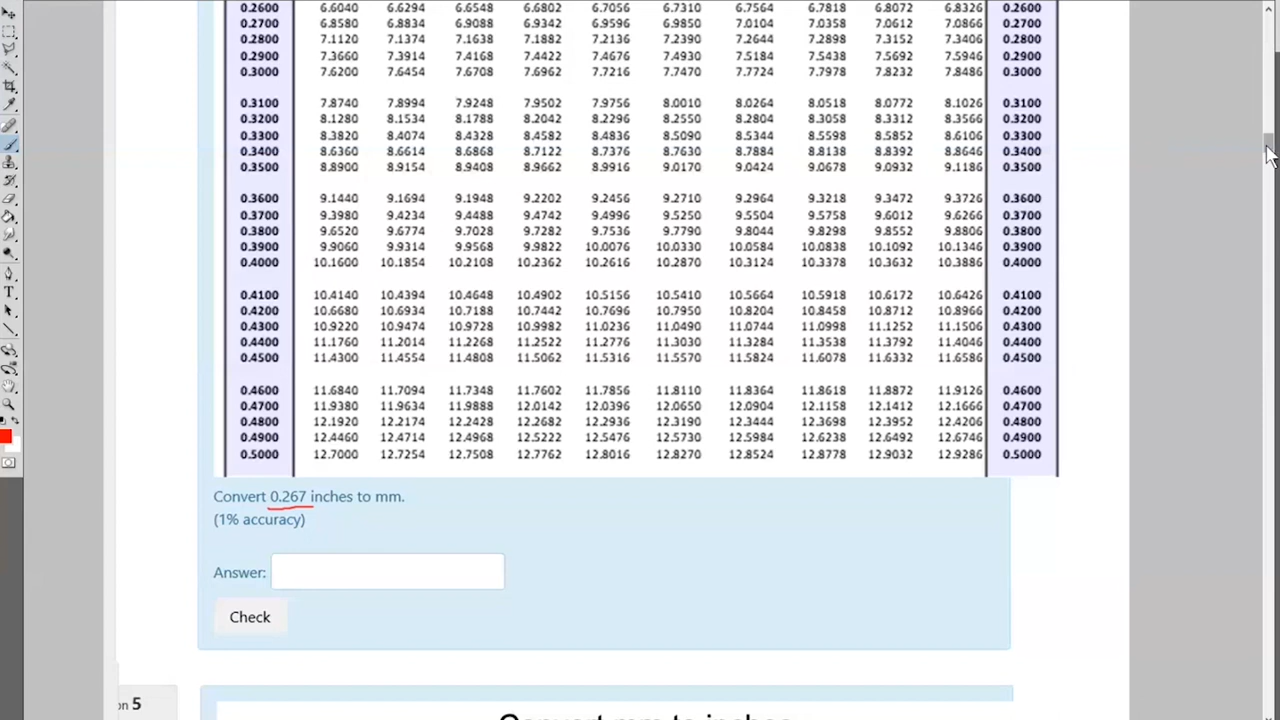 0.2600 6.6040 6.6294 6.6548 6.6802 6.7056 6.7310 6.7564 6.7818 6.8072 6.8326 0.2600
0.2700 6.8580 6.8834 6.9088 6.9342 6.9596 6.9850 7.0104 7.0358 7.0612 7.0866 0.2700
0.2800 7.1120 7.1374 7.1638 7.1882 7.2136 7.2390 7.2644 7.2898 7.3152 7.3406 0.2800
0.2900 7.3660 7.3914 7.4168 7.4422 7.4676 7.4930 7.5184 7.5438 7.5692 7.5946 0.2900
0.3000 7.6200 7.6454 7.6708 7.6962 7.7216 7.7470 7.7724 7.7978 7.8232 7.8486 0.3000
0.3100 7.8740 7.8994 7.9248 7.9502 7.9756 8.0010 8.0264 8.0518 8.0772 8.1026 0.3100
0.3200 8.1280 8.1534 8.1788 8.2042 8.2296 8.2550 8.2804 8.3058 8.3312 8.3566 0.3200
0.3300 8.3820 8.4074 8.4328 8.4582 8.4836 8.5090 8.5344 8.5598 8.5852 8.6106 0.3300
0.3400 8.6360 8.6614 8.6868 8.7122 8.7376 8.7630 8.7884 8.8138 8.8392 8.8646 0.3400
0.3500 8.8900 8.9154 8.9408 8.9662 8.9916 9.0170 9.0424 9.0678 9.0932 9.1186 0.3500
0.3600 9.1440 9.1694 9.1948 9.2202 9.2456 9.2710 9.2964 9.3218 9.3472 9.3726 0.3600
0.3700 9.3980 9.4234 9.4488 9.4742 9.4996 9.5250 9.5504 9.5758 9.6012 9.6266 0.3700
0.3800 9.6520 9.6774 9.7028 9.7282 9.7536 9.7790 9.8044 9.8298 9.8552 9.8806 0.3800
0.3900 9.9060 9.9314 9.9568 9.9822 10.0076 10.0330 10.0584 10.0838 10.1092 10.1346 0.3900
0.4000 10.1600 10.1854 10.2108 10.2362 10.2616 10.2870 10.3124 10.3378 10.3632 10.3886 0.4000
0.4100 10.4140 10.4394 10.4648 10.4902 10.5156 10.5410 10.5664 10.5918 10.6172 10.6426 0.4100
0.4200 10.6680 10.6934 10.7188 10.7442 10.7696 10.7950 10.8204 10.8458 10.8712 10.8966 0.4200
0.4300 10.9220 10.9474 10.9728 10.9982 11.0236 11.0490 11.0744 11.0998 11.1252 11.1506 0.4300
0.4400 11.1760 11.2014 11.2268 11.2522 11.2776 11.3030 11.3284 11.3538 11.3792 11.4046 0.4400
0.4500 11.4300 11.4554 11.4808 11.5062 11.5316 11.5570 11.5824 11.6078 11.6332 11.6586 0.4500
0.4600 11.6840 11.7094 11.7348 11.7602 11.7856 11.8110 11.8364 11.8618 11.8872 11.9126 0.4600
0.4700 11.9380 11.9634 11.9888 12.0142 12.0396 12.0650 12.0904 12.1158 12.1412 12.1666 0.4700
0.4800 12.1920 12.2174 12.2428 12.2682 12.2936 12.3190 12.3444 12.3698 12.3952 12.4206 0.4800
0.4900 12.4460 12.4714 12.4968 12.5222 12.5476 12.5730 12.5984 12.6238 12.6492 12.6746 0.4900
0.5000 12.7000 12.7254 12.7508 12.7762 12.8016 12.8270 12.8524 12.8778 12.9032 12.9286 0.5000
Convert 0.267 inches to mm.
(1% accuracy)
Answer:
Check
on 5
Convert mm to inches